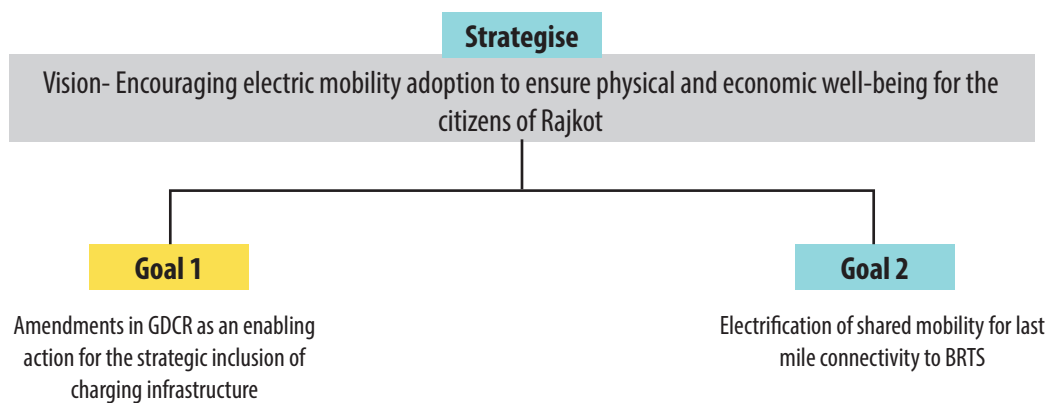 Strategise
Vision- Encouraging electric mobility adoption to ensure physical and economic well-being for the
citizens of Rajkot
Goal 1
Amendments in GDCR as an enabling
action for the strategic inclusion of
charging infrastructure
Goal 2
Electrification of shared mobility for last
mile connectivity to BRTS